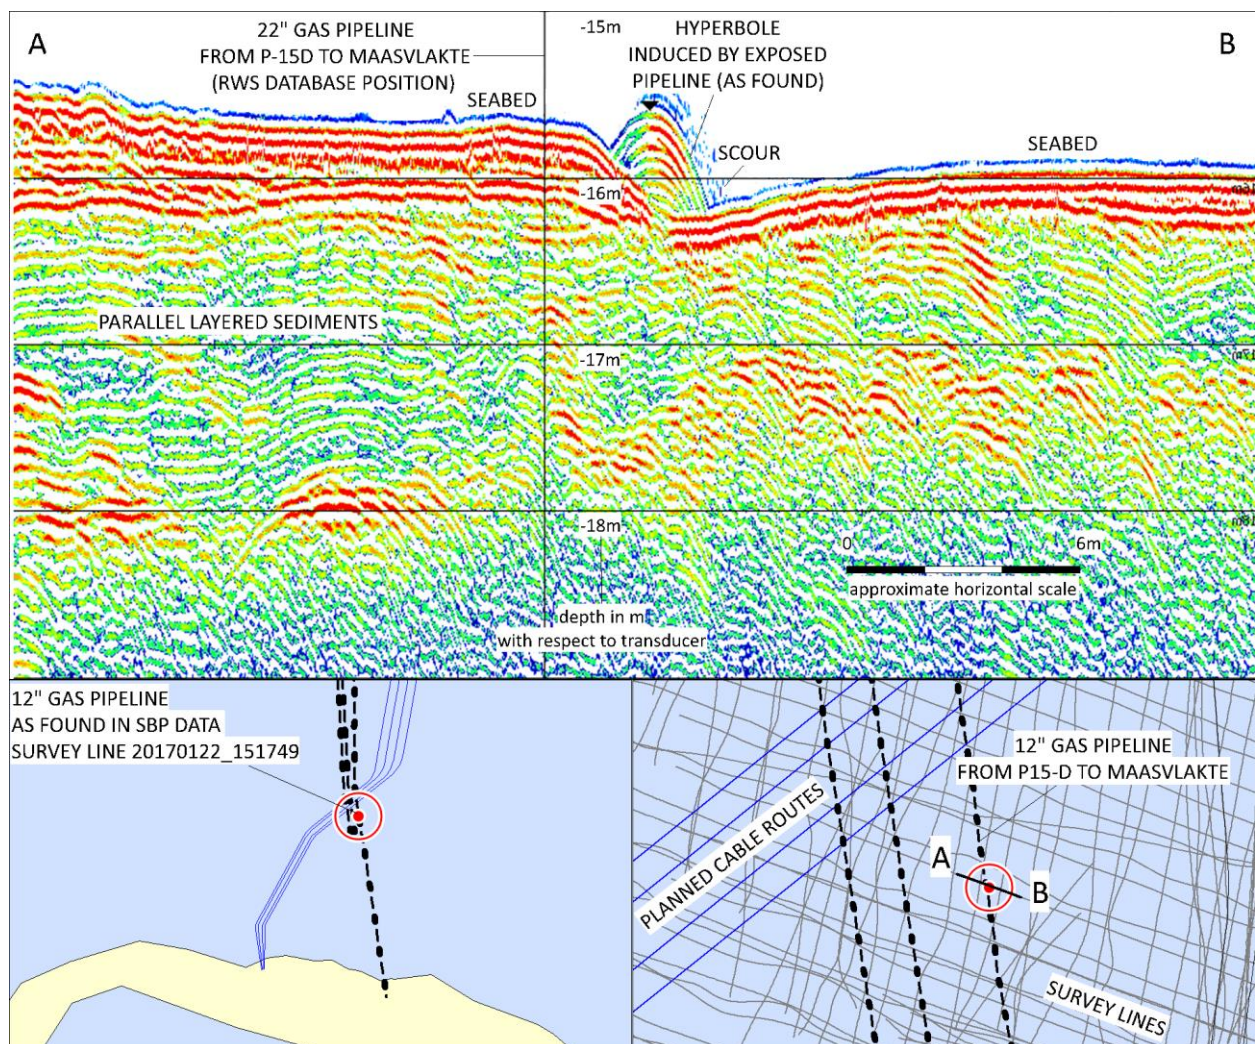 A
22" GAS PIPELINE
FROM P-15D TO MAASVLAKTE
(RWS DATABASE POSITION)
SEABED
-15m
HYPERBOLE
INDUCED BY EXPOSED
PIPELINE (AS FOUND)
B
SCOUR
SEABED
-16m
PARALLEL LAYERED SEDIMENTS
-17m
-18m
0
6m
approximate horizontal scale
depth in m
with respect to transducer
12" GAS PIPELINE
AS FOUND IN SBP DATA
SURVEY LINE 20170122_151749
12" GAS PIPELINE
FROM P15-D TO MAASVLAKTE
PLANNED CABLE ROUTES
A
B
SURVEY LINES